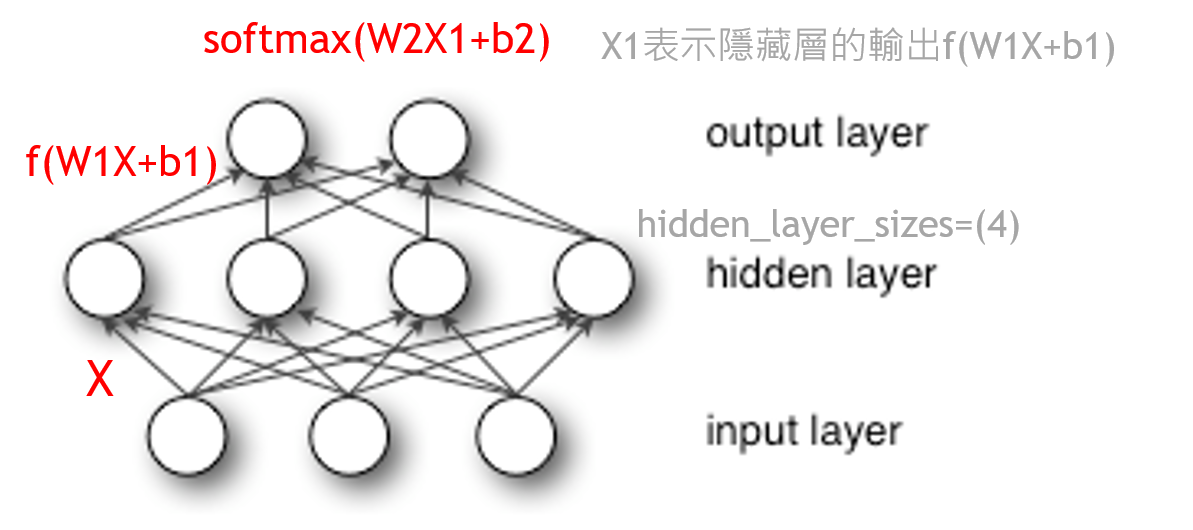 softmax(W2X1+b2)
X1表示隱藏層的輸出f(W1X+b1)
output layer
f(W1X+b1)
hidden_layer_sizes=(4)
hidden layer
X
input layer